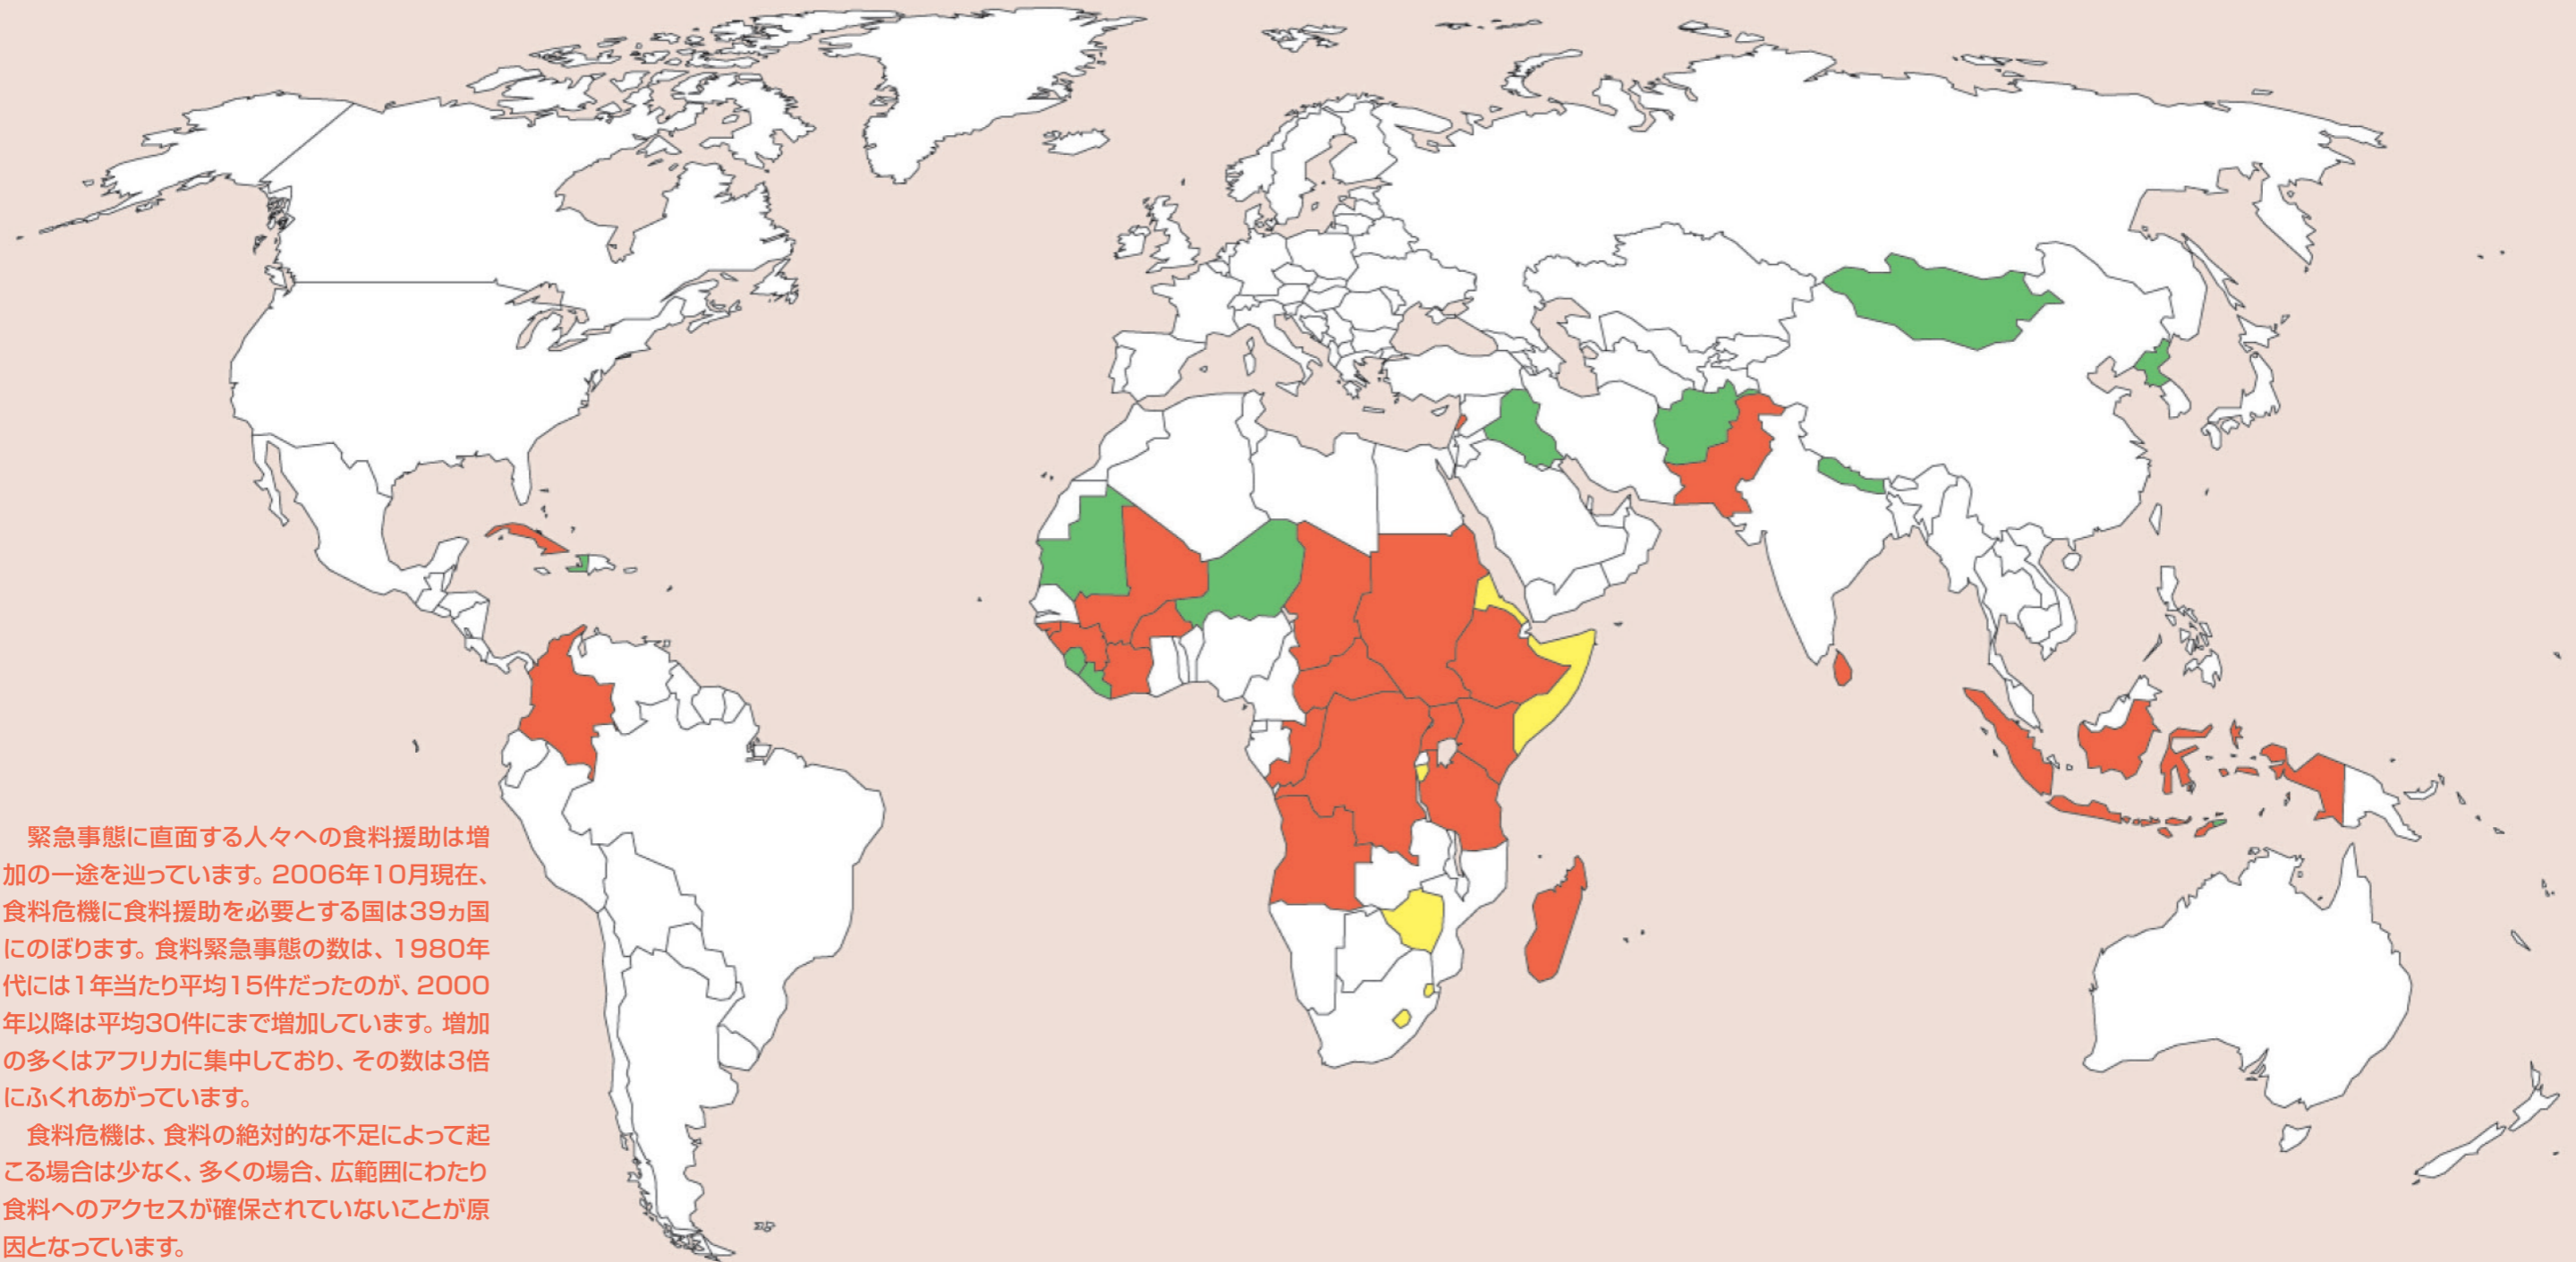 緊急事態に直面する人々への食料援助は増
加の一途を辿っています。2006年10月現在、
食料危機に食料援助を必要とする国は39ヵ国
にのぼります。食料緊急事態の数は、1980年
代には1年当たり平均15件だったのが、2000
年以降は平均30件にまで増加しています。増加
の多くはアフリカに集中しており、その数は3倍
にふくれあがっています。
食料危機は、食料の絶対的な不足によって起
こる場合は少なく、多くの場合、広範囲にわたり
食料へのアクセスが確保されていないことが原
因となっています。